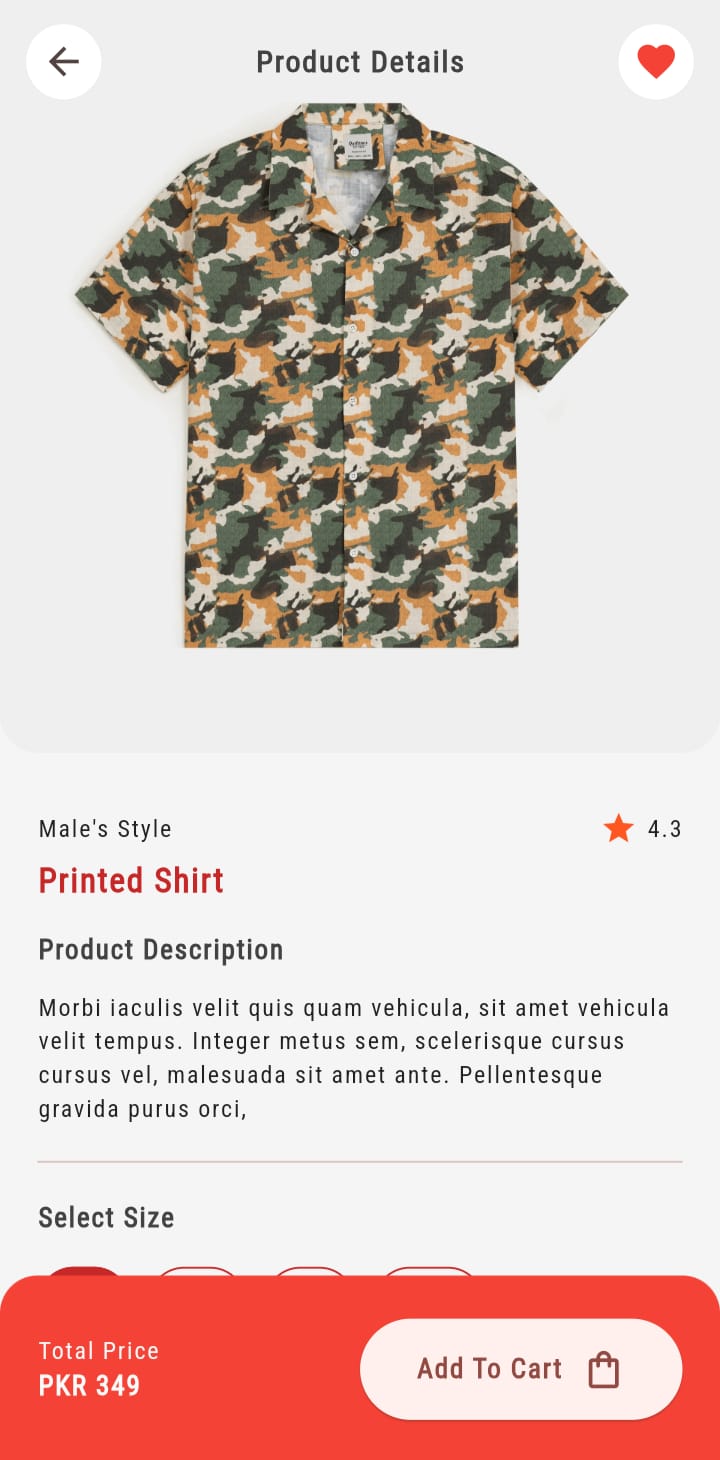 Product Details
Male's Style
4.3
Printed Shirt
Product Description
Morbi iaculis velit quis quam vehicula, sit amet vehicula
velit tempus. Integer metus sem, scelerisque cursus
cursus vel, malesuada sit amet ante. Pellentesque
gravida purus orci,
Select Size
Total Price
PKR 349
Add To Cart